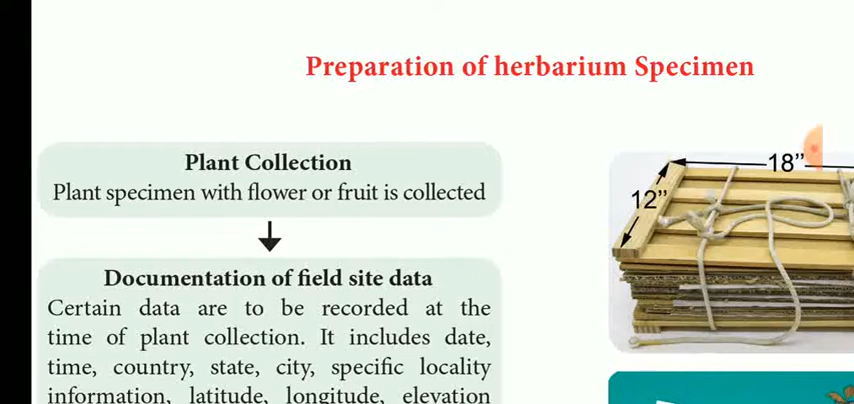 Preparation of herbarium Specimen
Plant Collection
Plant specimen with flower or fruit is collected
18”
12”
Documentation of field site data
Certain data are to be recorded at the
time of plant collection. It includes date,
time, country, state, city, specific locality
information, latitude, longitude, elevation